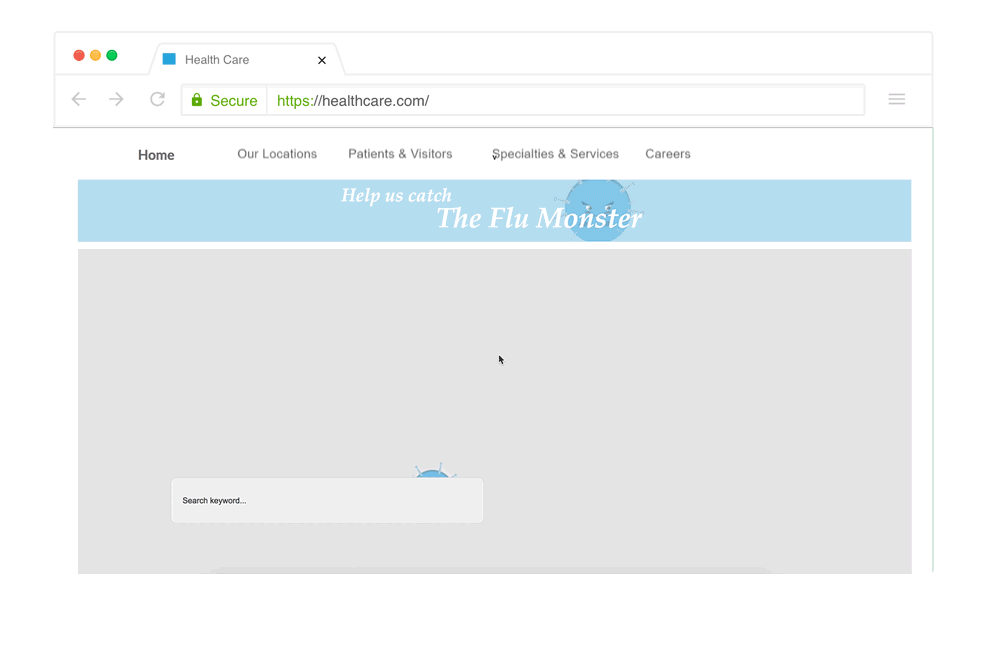 Health Care
Secure https://healthcare.com/
Home Our Locations Patients & Visitors Specialties & Services Careers
Help us catch
The Flu Monster
Search keyword...